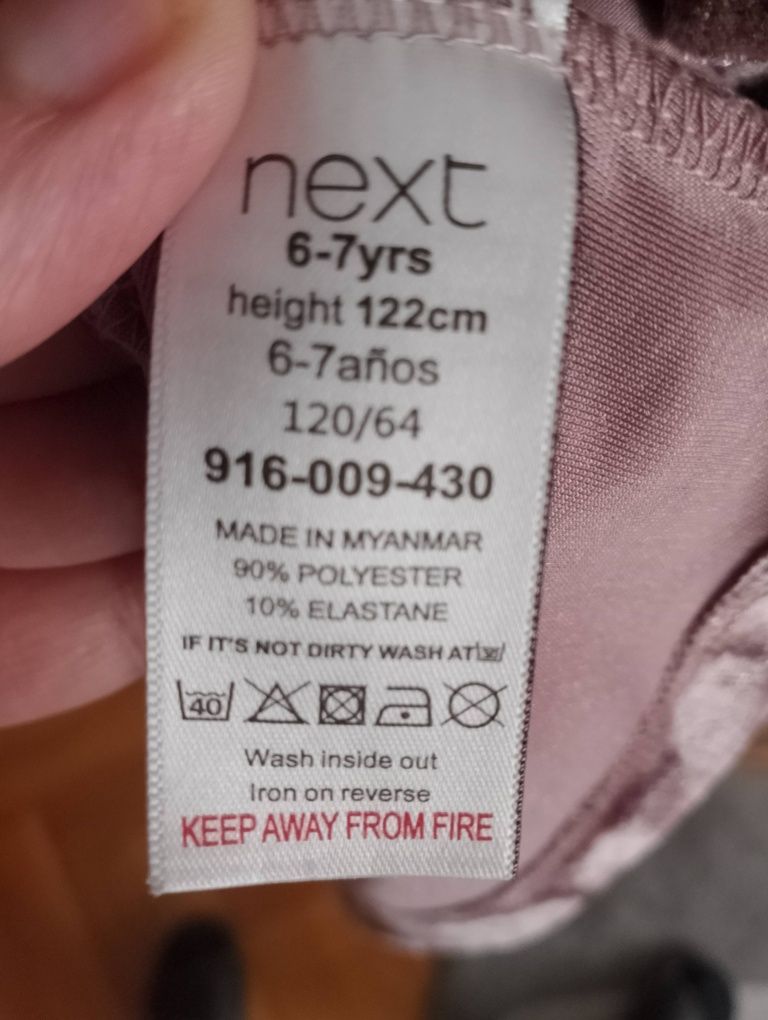 next
6-7yrs
height 122cm
6-7años
120/64
916-009-430
MADE IN MYANMAR
90% POLYESTER
10% ELASTANE
IF IT'S NOT DIRTY WASH AT
40
Wash inside out
Iron on reverse
KEEP AWAY FROM FIRE